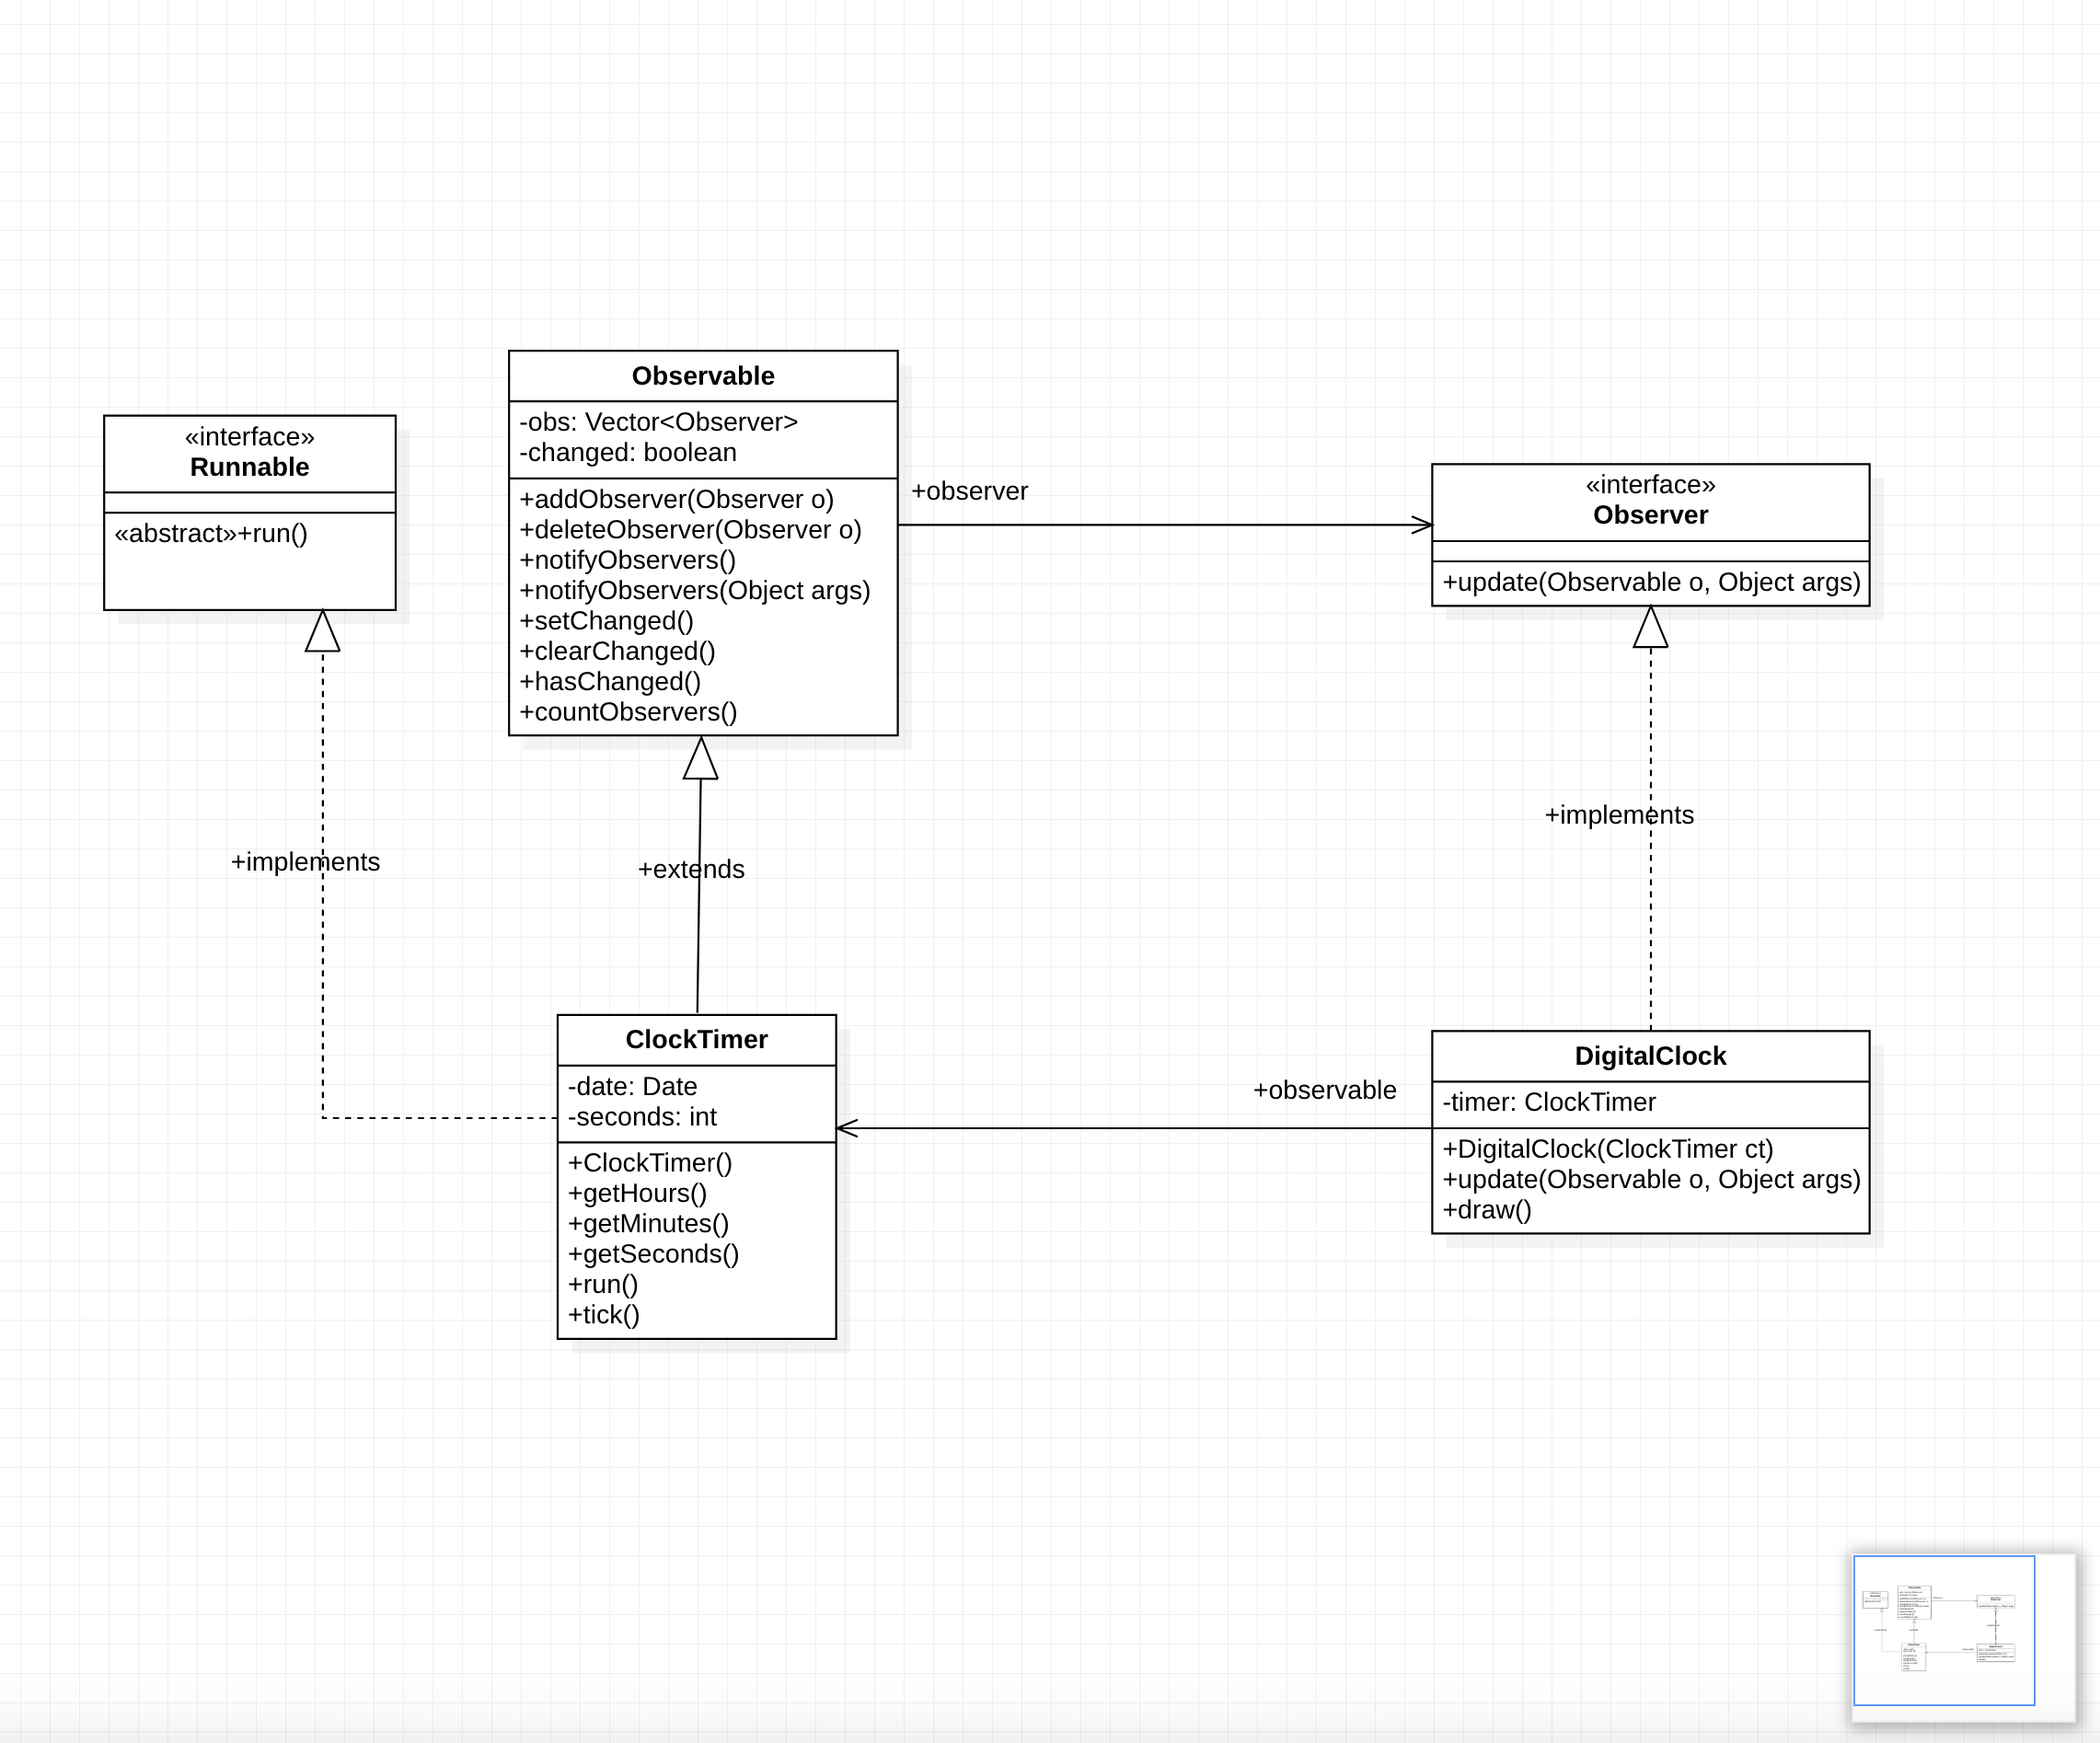 «interface»
Runnable
«abstract»+run()
Observable
-obs: Vector<Observer>
-changed: boolean
+addObserver(Observer o)
+deleteObserver(Observer o)
+notifyObservers()
+notifyObservers(Object args)
+setChanged()
+clearChanged()
+hasChanged()
+countObservers()
+observer
«interface»
Observer
+update(Observable o, Object args)
+implements
+extends
+implements
ClockTimer
-date: Date
-seconds: int
+ClockTimer()
+getHours()
+getMinutes()
+getSeconds()
+run()
+tick()
+observable
DigitalClock
-timer: ClockTimer
+DigitalClock(ClockTimer ct)
+update(Observable o, Object args)
+draw()